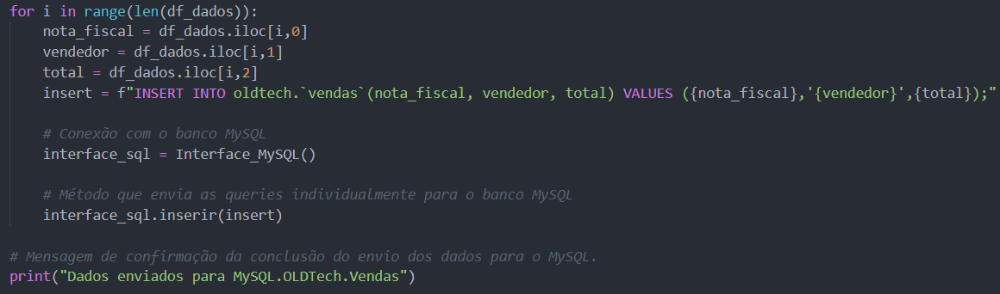 for i in range(len(df_dados)):
    nota_fiscal = df_dados.iloc[i,0]
    vendedor = df_dados.iloc[i,1]
    total = df_dados.iloc[i,2]
    insert = f"INSERT INTO oldtech.`vendas`(nota_fiscal, vendedor, total) VALUES ({nota_fiscal},'{vendedor}',{total});"

    # Conexão com o banco MySQL
    interface_sql = Interface_MySQL()

    # Método que envia as queries individualmente para o banco MySQL
    interface_sql.inserir(insert)

# Mensagem de confirmação da conclusão do envio dos dados para o MySQL.
print("Dados enviados para MySQL.OLDTech.Vendas")